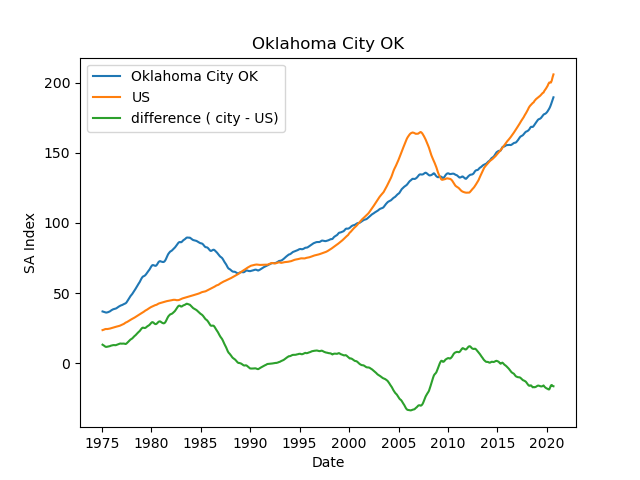 Oklahoma City OK
Oklahoma City OK
US
difference ( city - US)
SA Index
200
150
100
50
0
1975 1980 1985 1990 1995 2000 2005 2010 2015 2020
Date